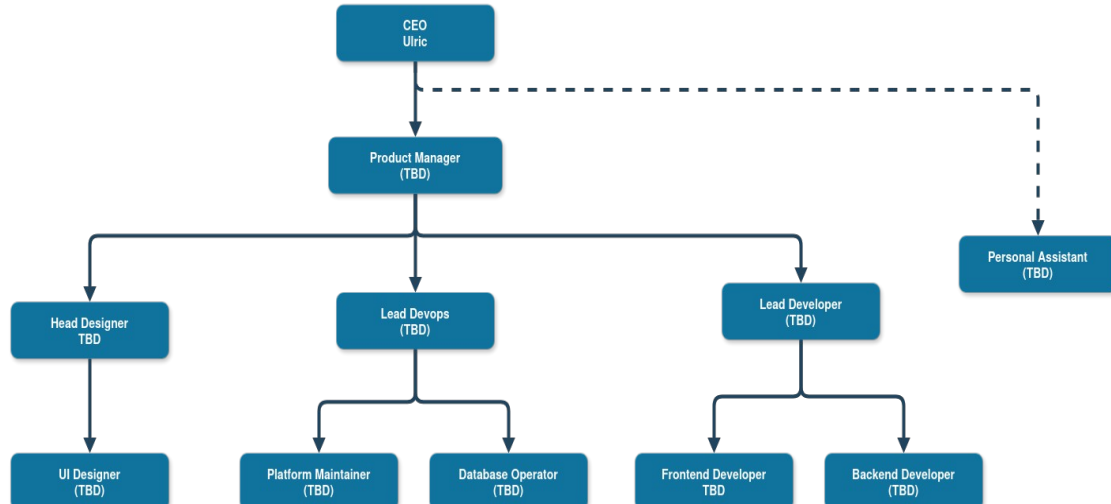 CEO
Ulric
Product Manager
(TBD)
Personal Assistant
(TBD)
Head Designer
TBD
Lead Devops
(TBD)
Lead Developer
(TBD)
UI Designer
(TBD)
Platform Maintainer
(TBD)
Database Operator
(TBD)
Frontend Developer
TBD
Backend Developer
(TBD)